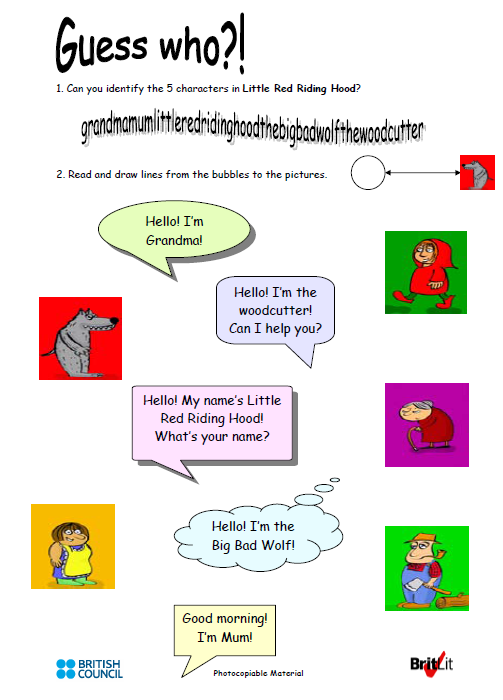 Guess who?!
1. Can you identify the 5 characters in Little Red Riding Hood?
grandmamumlittleredridinghoodthebigbadwolfthewoodcutter
2. Read and draw lines from the bubbles to the pictures.
Hello! I'm
Grandma!
Hello! I'm the
woodcutter!
Can I help you?
Hello! My name's Little
Red Riding Hood!
What's your name?
Hello! I'm the
Big Bad Wolf!
Good morning!
I'm Mum!
BRITISH
COUNCIL
Photocopiable Material
BritLit